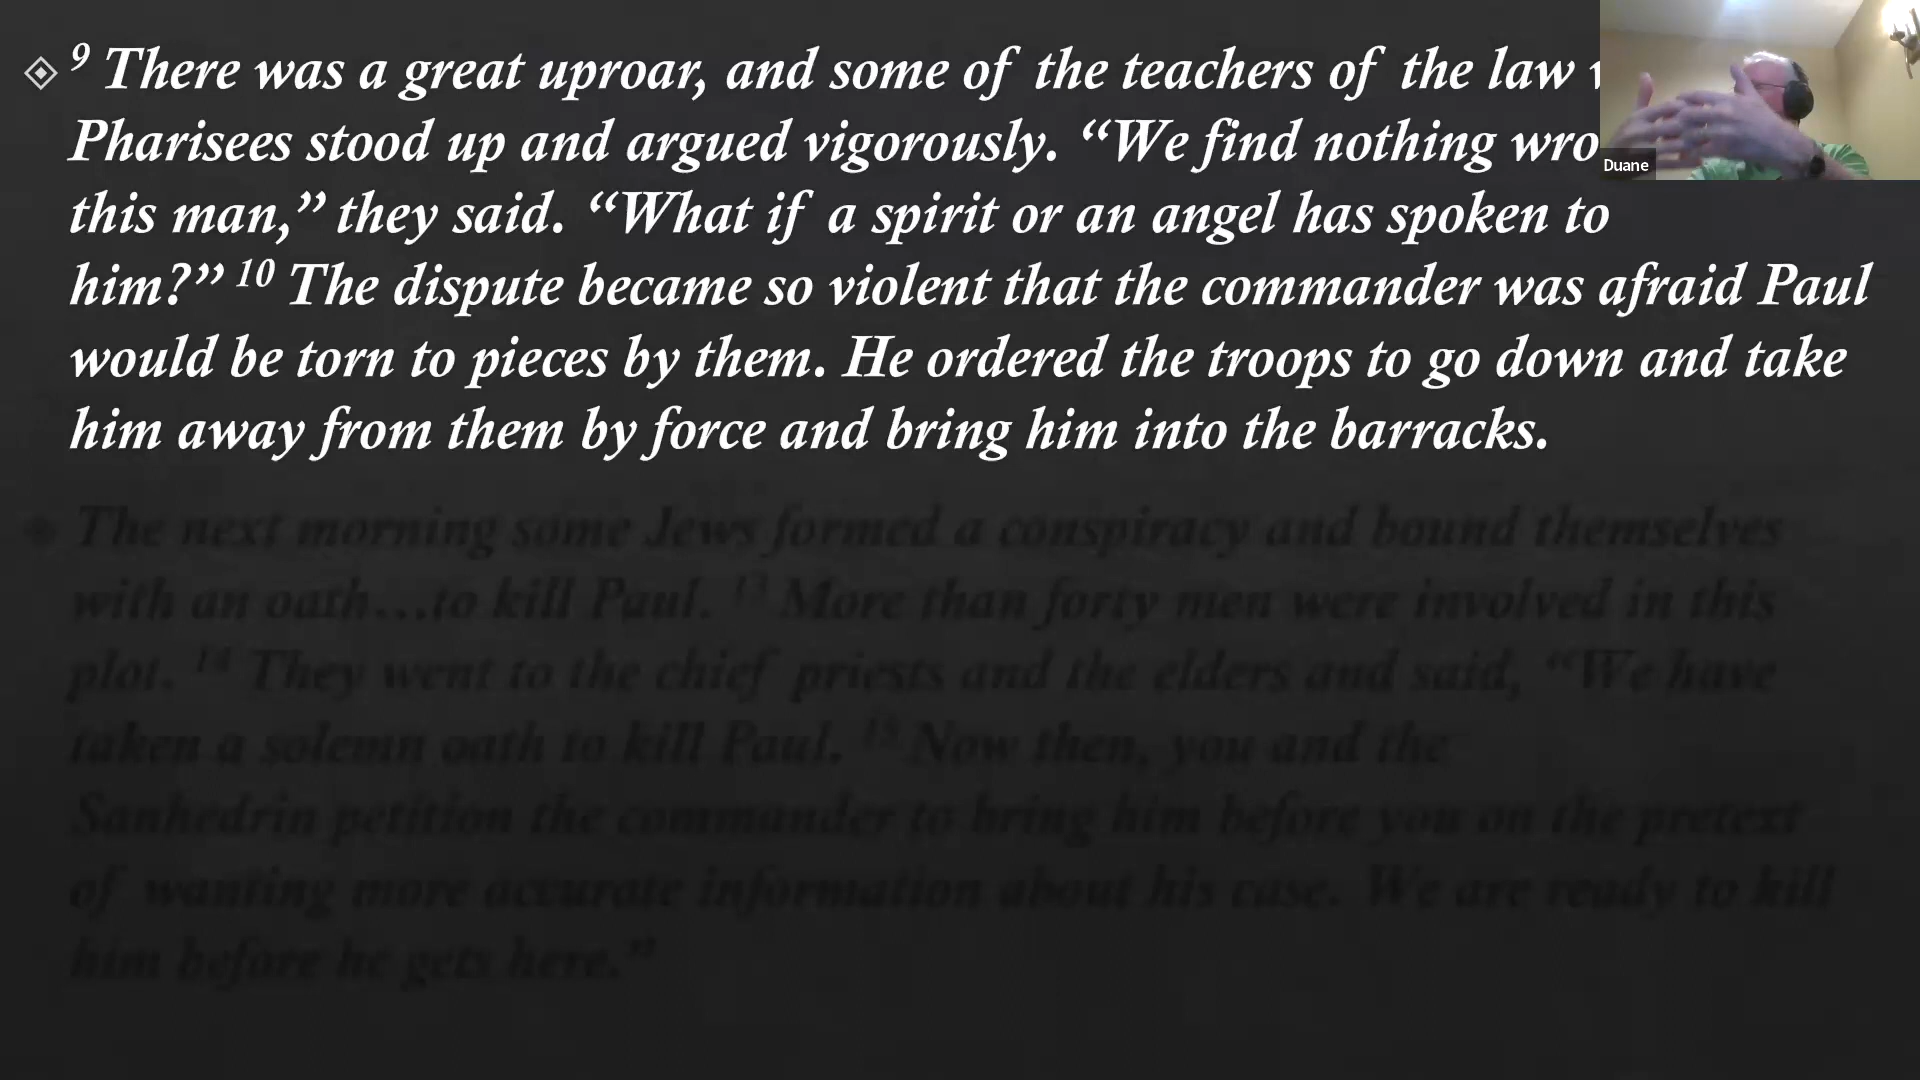 9 There was a great uproar, and some of the teachers of the law
Pharisees stood up and argued vigorously. “We find nothing wro
this man,” they said. “What if a spirit or an angel has spoken to
him?” 10 The dispute became so violent that the commander was afraid Paul
would be torn to pieces by them. He ordered the troops to go down and take
him away from them by force and bring him into the barracks.
The next morning some Jews formed a conspiracy and bound themselves
with an oath…to kill Paul. 13 More than forty men were involved in this
plot. 14 They went to the chief priests and the elders and said, “We have
taken a solemn oath to kill Paul. 15 Now then, you and the
Sanhedrin petition the commander to bring him before you on the pretext
of wanting more accurate information about his case. We are ready to kill
him before he gets here.”
Duane